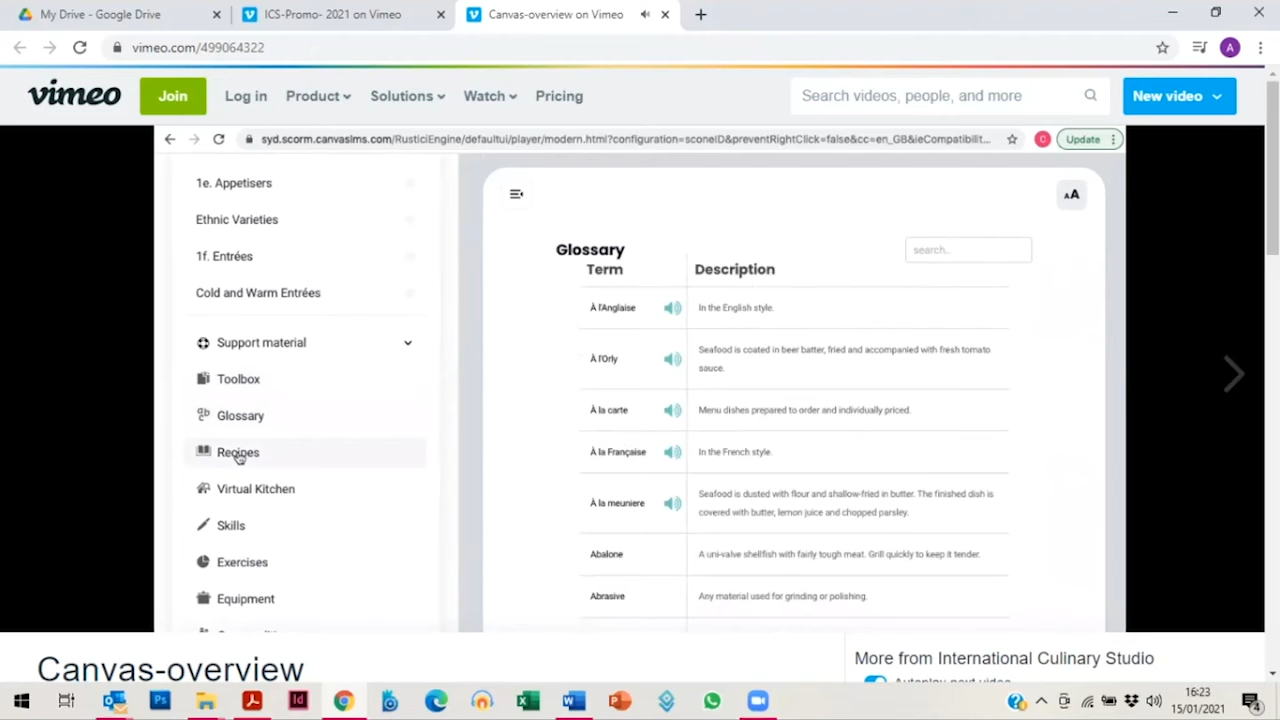 My Drive - Google Drive
ICS-Promo- 2021 on Vimeo
Canvas-overview on Vimeo
vimeo.com/499064322
A
vimeo
Join
Log in
Product
Solutions
Watch
Pricing
Search videos, people, and more
New video
syd.scorm.canvaslms.com/RusticiEngine/defaultui/player/modern.html?configuration=sconeID&preventRightClick=false&cc=en_GB&ieCompatibilit...
Update
1e. Appetisers
Ethnic Varieties
1f. Entrées
Cold and Warm Entrées
Support material
Toolbox
Glossary
Recipes
Virtual Kitchen
Skills
Exercises
Equipment
AA
Glossary
search..
Term
Description
À l'Anglaise
In the English style.
À l'Orly
Seafood is coated in beer batter, fried and accompanied with fresh tomato
sauce.
À la carte
Menu dishes prepared to order and individually priced.
À la Française
In the French style.
À la meuniere
Seafood is dusted with flour and shallow-fried in butter. The finished dish is
covered with butter, lemon juice and chopped parsley.
Abalone
A uni-valve shellfish with fairly tough meat. Grill quickly to keep it tender.
Abrasive
Any material used for grinding or polishing.
Canvas-overview
More from International Culinary Studio
Autoplay next video
16:23
15/01/2021
4